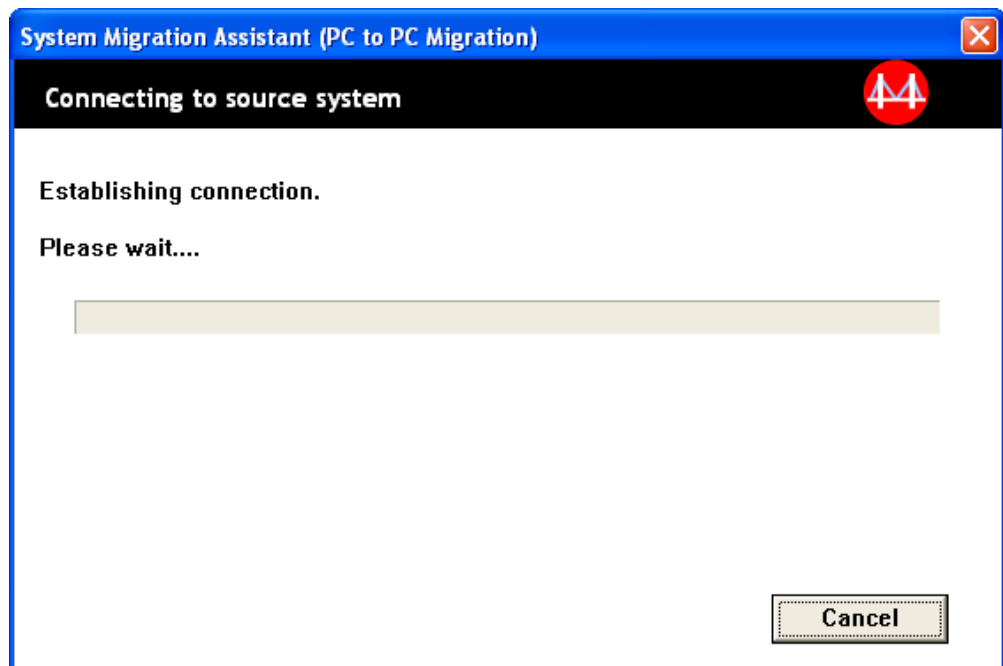 System Migration Assistant (PC to PC Migration)
Connecting to source system
Establishing connection.
Please wait....
Cancel